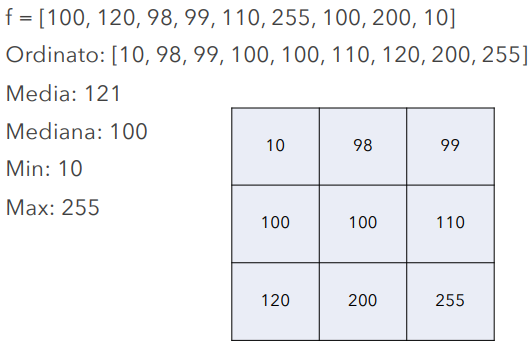 f = [100, 120, 98, 99, 110, 255, 100, 200, 10]
Ordinato: [10, 98, 99, 100, 100, 110, 120, 200, 255]
Media: 121
Mediana: 100
Min: 10
Max: 255
10 98 99
100 100 110
120 200 255